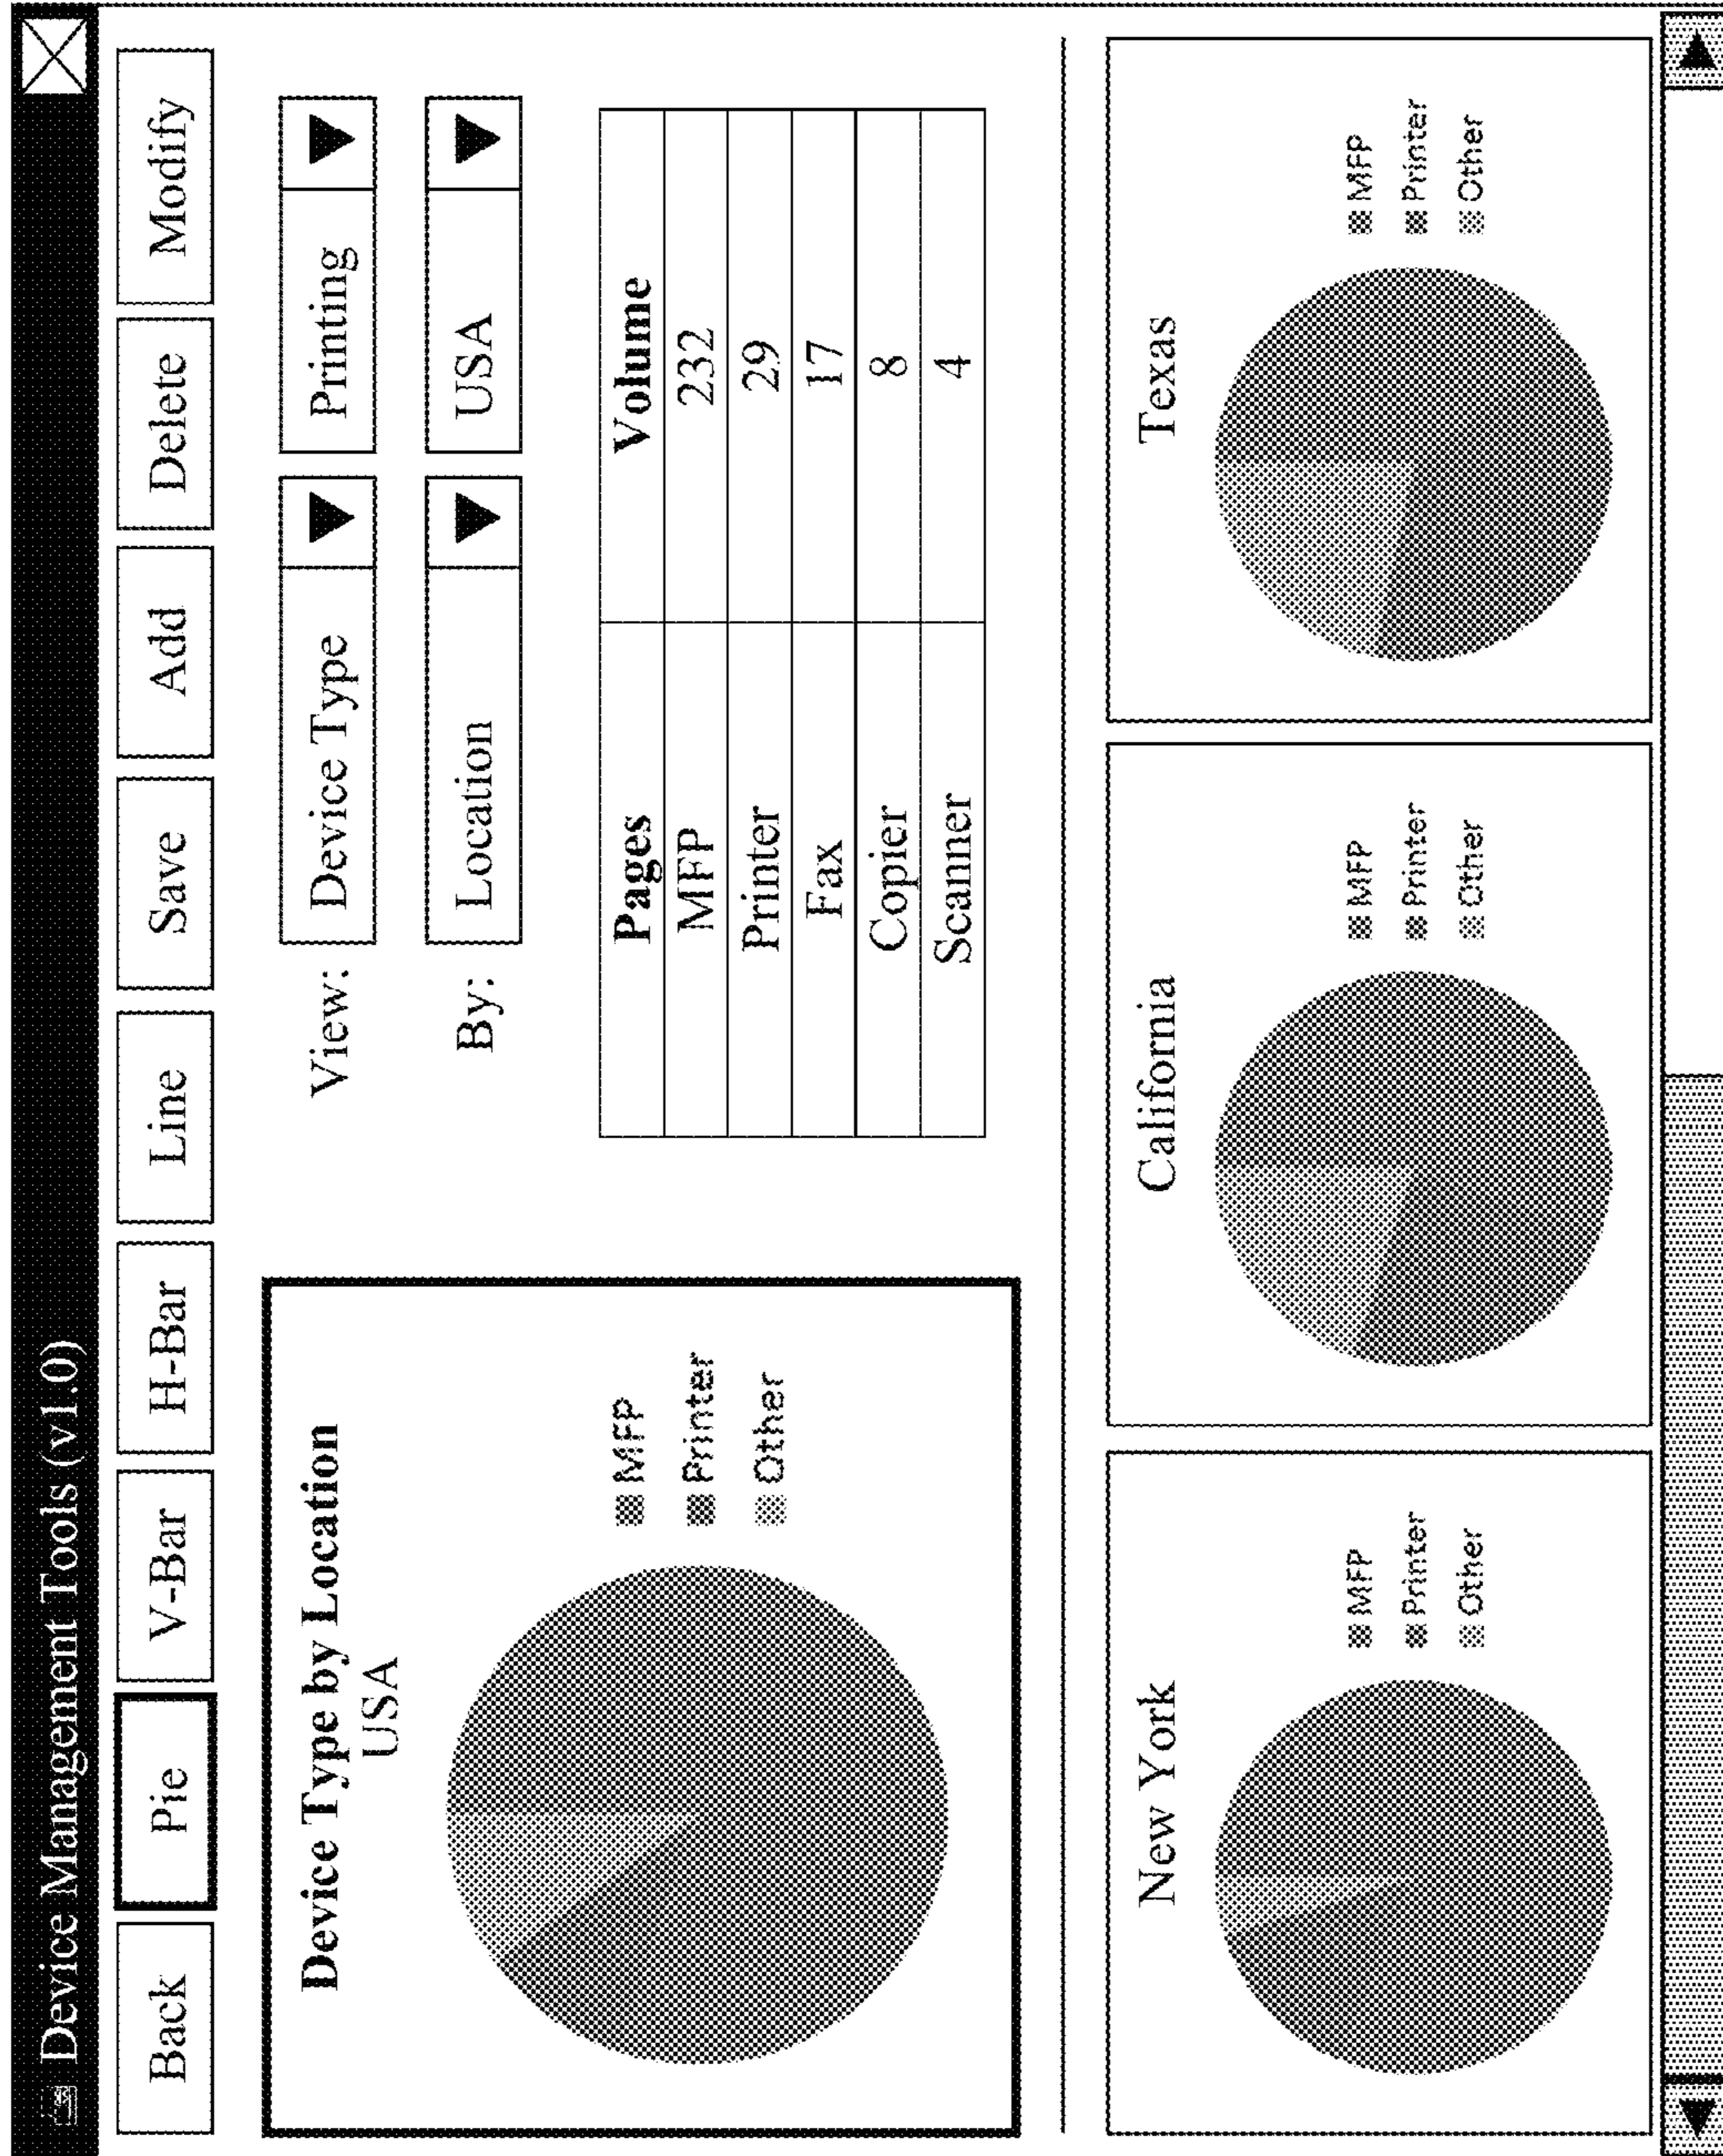 Device Management Tools (v1.0)
Back Pie V-Bar H-Bar Line Save Add Delete Modify
Device Type by Location
USA
MFP
Printer
Other
View: Device Type Printing
By: Location USA
Pages Volume
MFP 232
Printer 29
Fax 17
Copier 8
Scanner 4
New York
MFP
Printer
Other
California
MFP
Printer
Other
Texas
MFP
Printer
Other